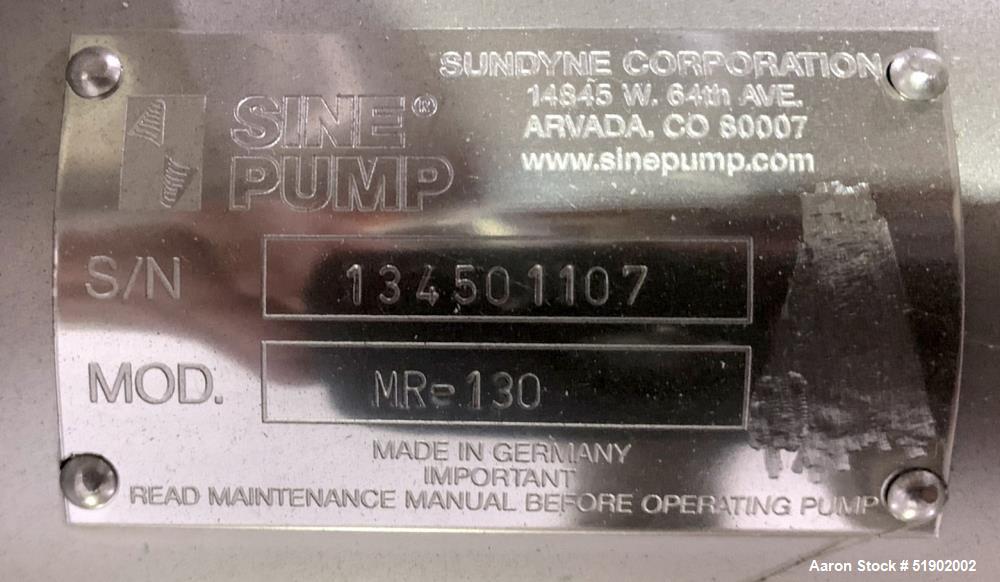 SUNDYNE CORPORATION
14845 W. 64th AVE.
ARVADA, CO 80007
www.sinepump.com
SINE®
PUMP
S/N 134501107
MOD. MR-130
MADE IN GERMANY
IMPORTANT
READ MAINTENANCE MANUAL BEFORE OPERATING PUMP
Aaron Stock # 51902002